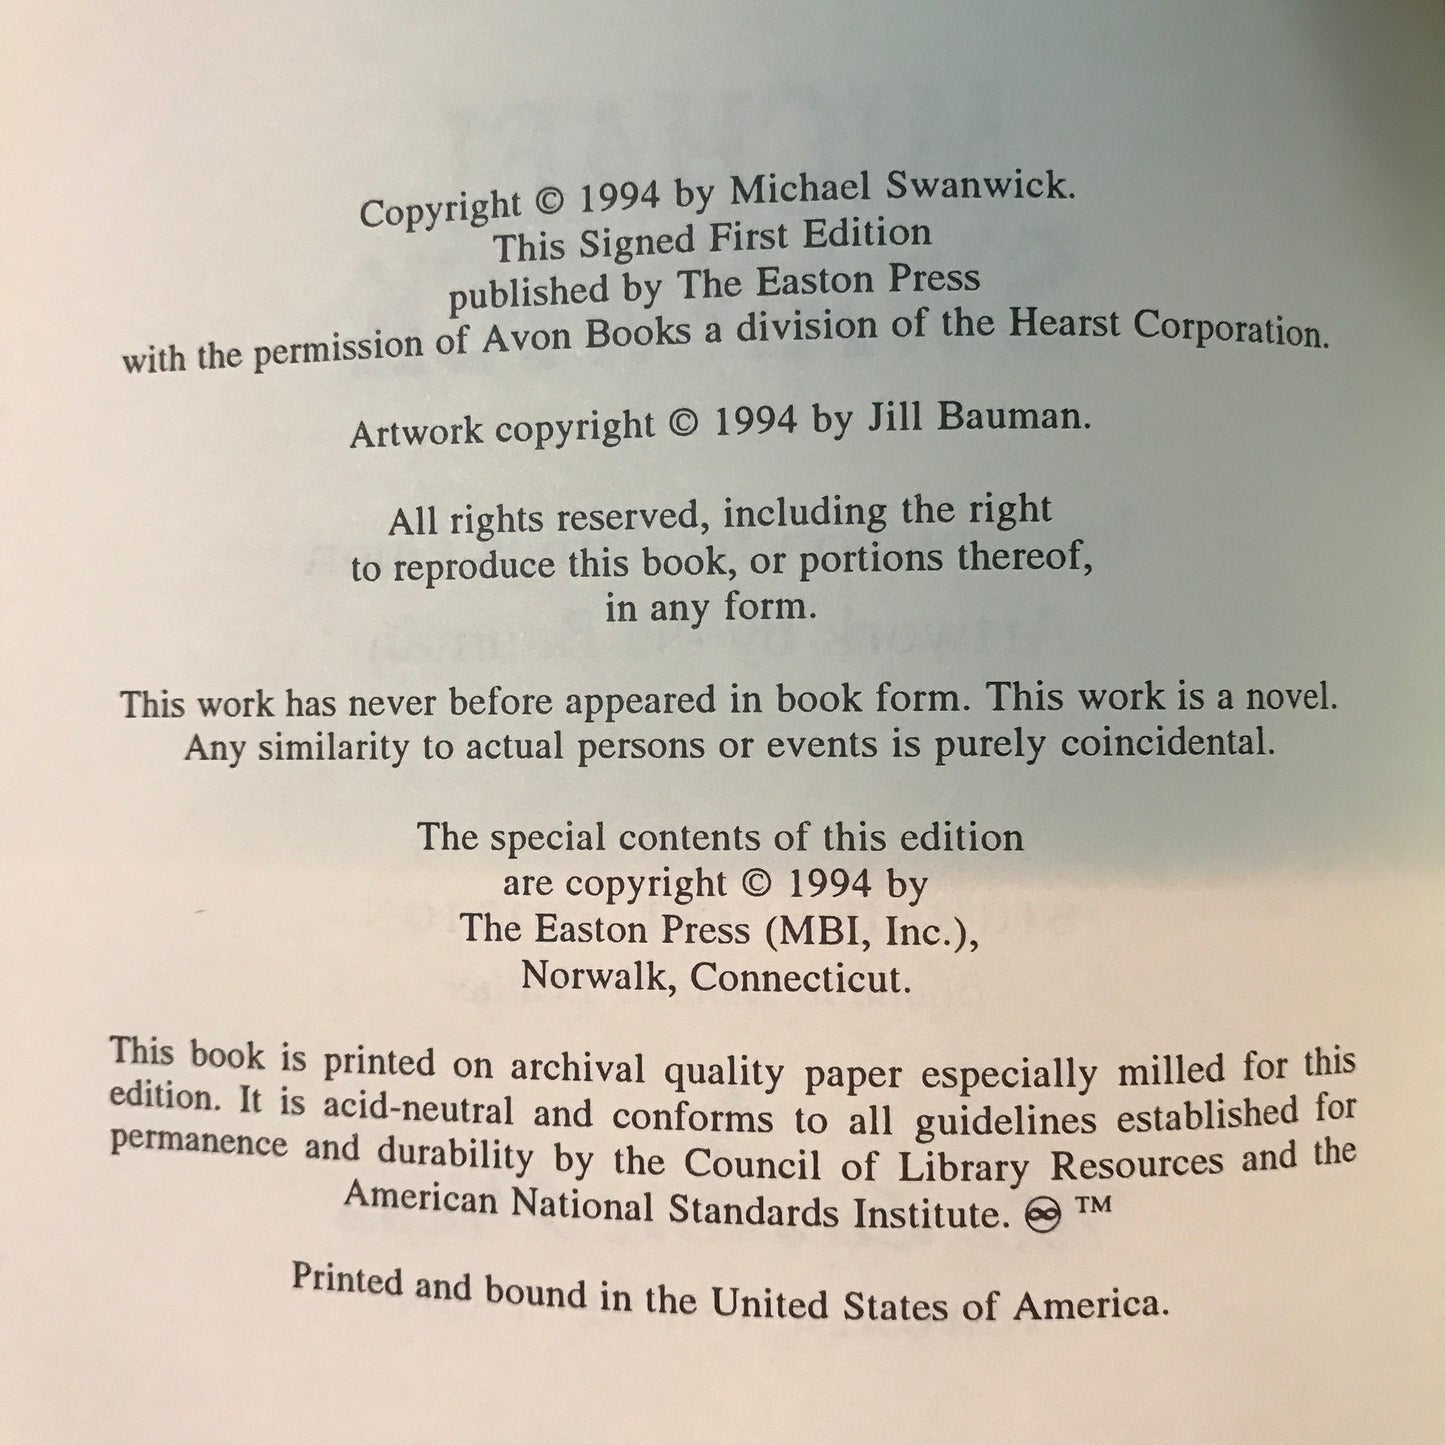 Copyright © 1994 by Michael Swanwick.
This Signed First Edition
published by The Easton Press
with the permission of Avon Books a division of the Hearst Corporation.
Artwork copyright © 1994 by Jill Bauman.
All rights reserved, including the right
to reproduce this book, or portions thereof,
in any form.
This work has never before appeared in book form. This work is a novel.
Any similarity to actual persons or events is purely coincidental.
The special contents of this edition
are copyright © 1994 by
The Easton Press (MBI, Inc.),
Norwalk, Connecticut.
This book is printed on archival quality paper especially milled for this
edition. It is acid-neutral and conforms to all guidelines established for
permanence and durability by the Council of Library Resources and the
American National Standards Institute. ♾ ™
Printed and bound in the United States of America.